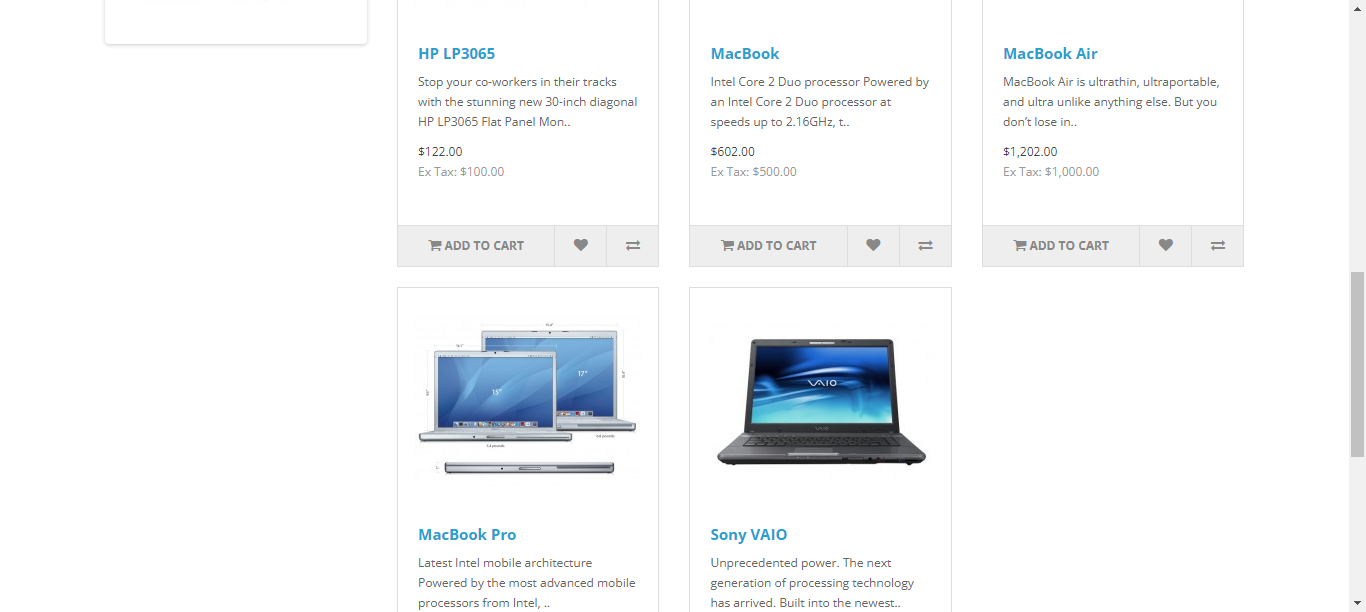 HP LP3065
Stop your co-workers in their tracks
with the stunning new 30-inch diagonal
HP LP3065 Flat Panel Mon..
$122.00
Ex Tax: $100.00
ADD TO CART
MacBook
Intel Core 2 Duo processor Powered by
an Intel Core 2 Duo processor at
speeds up to 2.16GHz, t..
$602.00
Ex Tax: $500.00
ADD TO CART
MacBook Air
MacBook Air is ultrathin, ultraportable,
and ultra unlike anything else. But you
don’t lose in..
$1,202.00
Ex Tax: $1,000.00
ADD TO CART
17"
15"
MacBook Pro
Latest Intel mobile architecture
Powered by the most advanced mobile
processors from Intel, ..
VAIO
VAIO
Sony VAIO
Unprecedented power. The next
generation of processing technology
has arrived. Built into the newest..